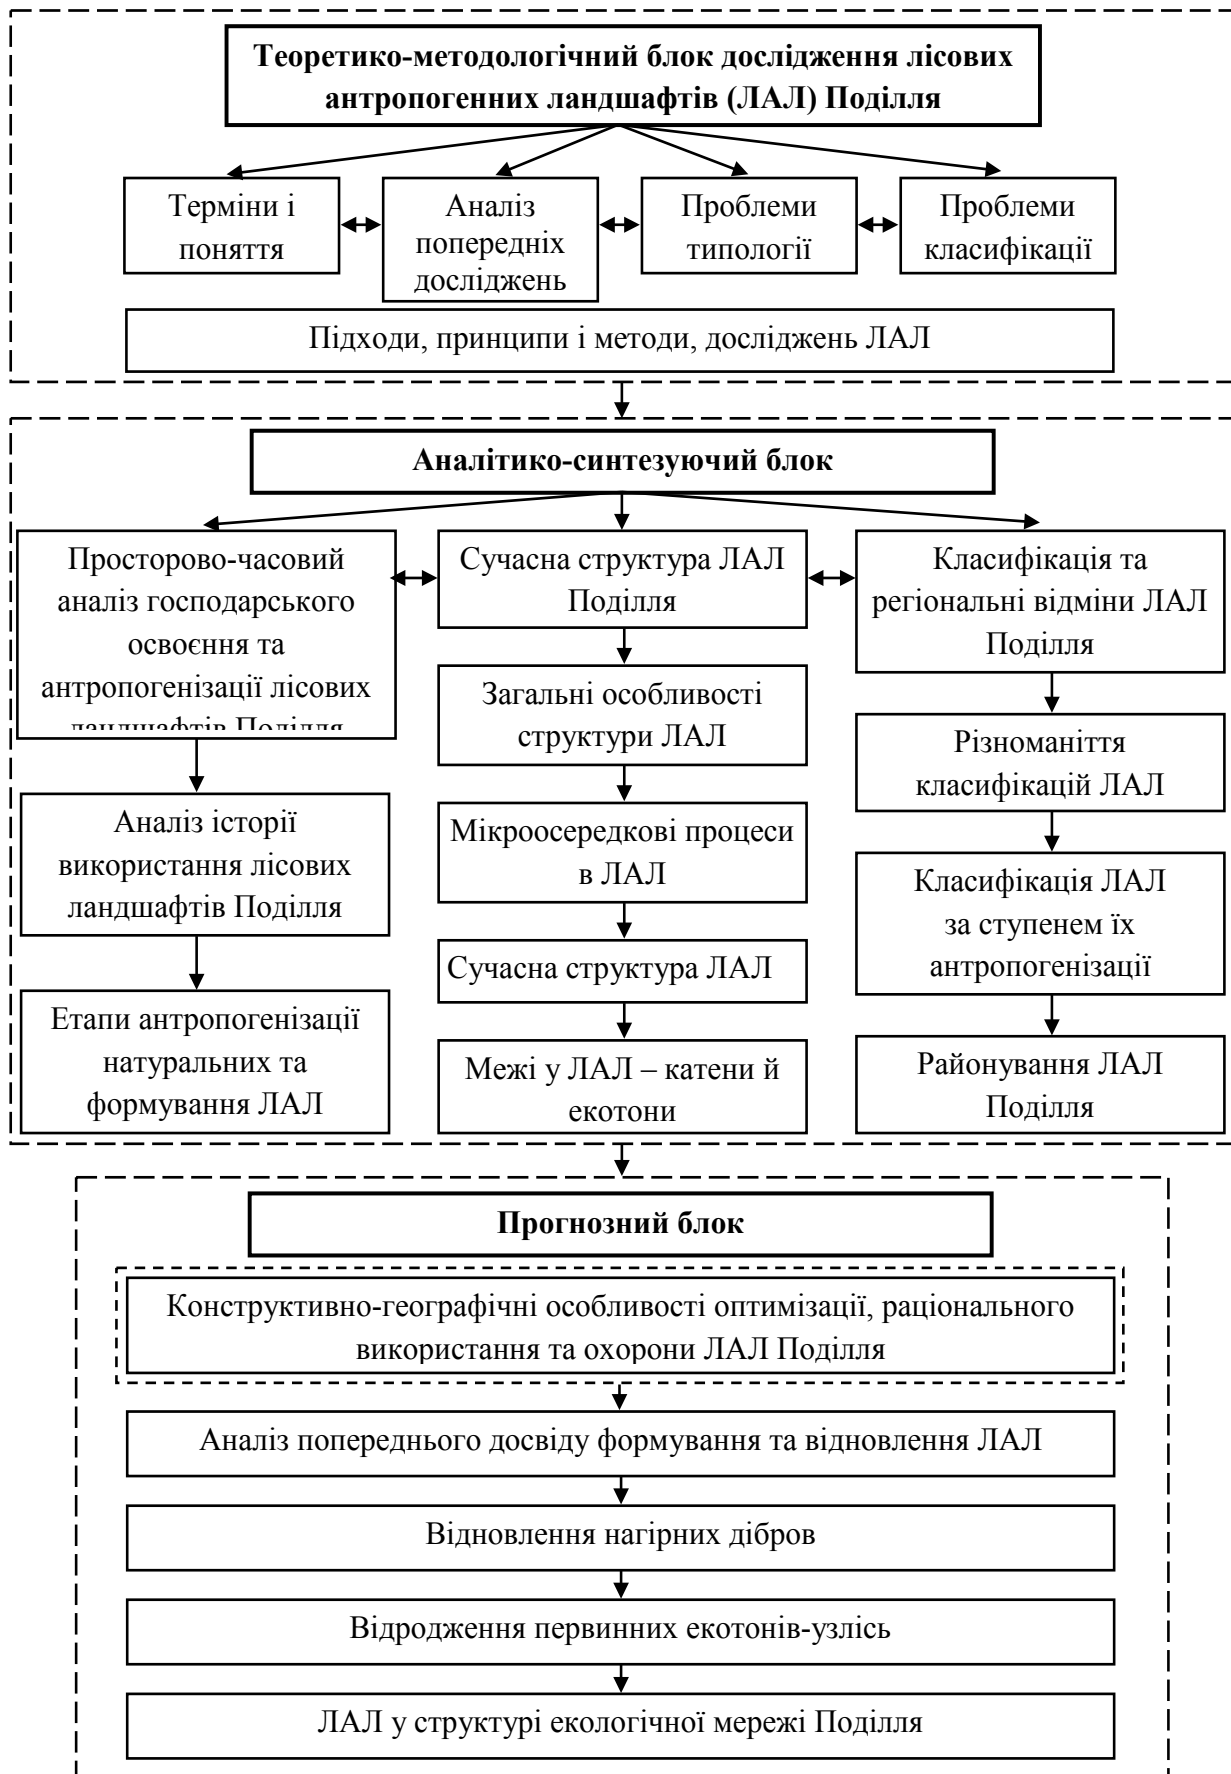 Теоретико-методологічний блок дослідження лісових
антропогенних ландшафтів (ЛАЛ) Поділля
Терміни і
поняття
Аналіз
попередніх
досліджень
Проблеми
типології
Проблеми
класифікації
Підходи, принципи і методи, досліджень ЛАЛ
Аналітико-синтезуючий блок
Просторово-часовий
аналіз господарського
освоєння та
антропогенізації лісових
ландшафтів Поділля
Сучасна структура ЛАЛ
Поділля
Класифікація та
регіональні відміни ЛАЛ
Поділля
Загальні особливості
структури ЛАЛ
Різноманіття
класифікацій ЛАЛ
Аналіз історії
використання лісових
ландшафтів Поділля
Мікроосередкові процеси
в ЛАЛ
Класифікація ЛАЛ
за ступенем їх
антропогенізації
Сучасна структура ЛАЛ
Етапи антропогенізації
натуральних та
формування ЛАЛ
Межі у ЛАЛ – катени й
екотони
Районування ЛАЛ
Поділля
Прогнозний блок
Конструктивно-географічні особливості оптимізації, раціонального
використання та охорони ЛАЛ Поділля
Аналіз попереднього досвіду формування та відновлення ЛАЛ
Відновлення нагірних дібров
Відродження первинних екотонів-узлісь
ЛАЛ у структурі екологічної мережі Поділля